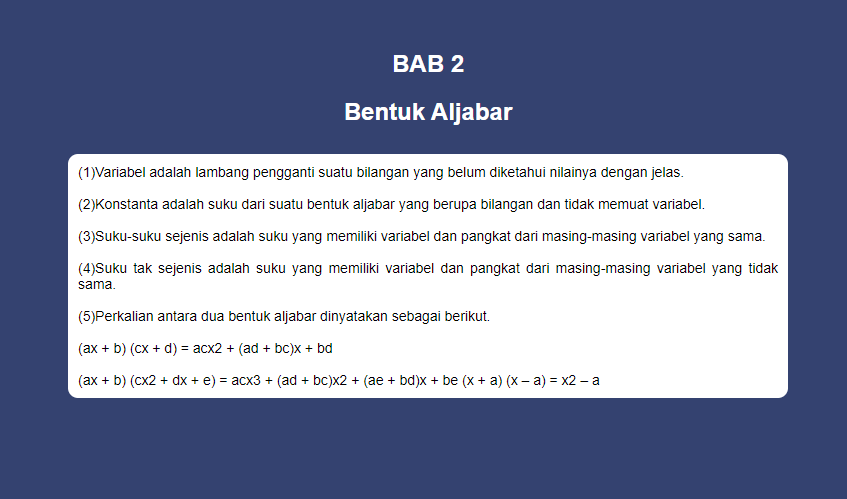 BAB 2
Bentuk Aljabar
(1)Variabel adalah lambang pengganti suatu bilangan yang belum diketahui nilainya dengan jelas.
(2)Konstanta adalah suku dari suatu bentuk aljabar yang berupa bilangan dan tidak memuat variabel.
(3)Suku-suku sejenis adalah suku yang memiliki variabel dan pangkat dari masing-masing variabel yang sama.
(4)Suku tak sejenis adalah suku yang memiliki variabel dan pangkat dari masing-masing variabel yang tidak
sama.
(5)Perkalian antara dua bentuk aljabar dinyatakan sebagai berikut.
(ax + b) (cx + d) = acx2 + (ad + bc)x + bd
(ax + b) (cx2 + dx + e) = acx3 + (ad + bc)x2 + (ae + bd)x + be (x + a) (x – a) = x2 – a